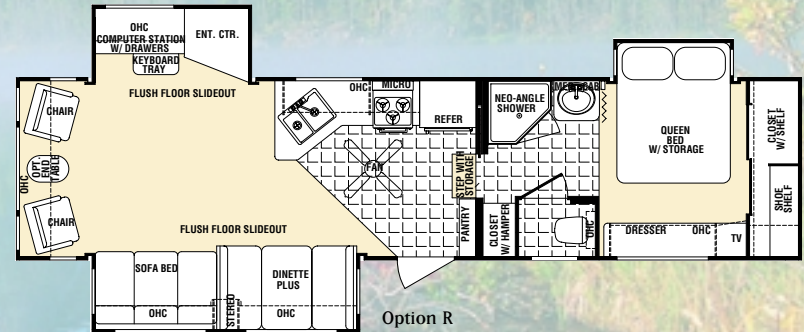 OHC
COMPUTER STATION
W/ DRAWERS
ENT. CTR.
KEYBOARD
TRAY
FLUSH FLOOR SLIDEOUT
CHAIR
OHC
OPT.
END
TABLE
CHAIR
FLUSH FLOOR SLIDEOUT
SOFA BED
OHC
STEREO
DINETTE
PLUS
OHC
OHC
MICRO
REFER
FAN
STEP WITH
STORAGE
PANTRY
NEO-ANGLE
SHOWER
MED. CAB.
CLOSET
W/ HAMPER
OHC
QUEEN
BED
W/ STORAGE
DRESSER
OHC
TV
CLOSET
W/ SHELF
SHOE
SHELF
Option R